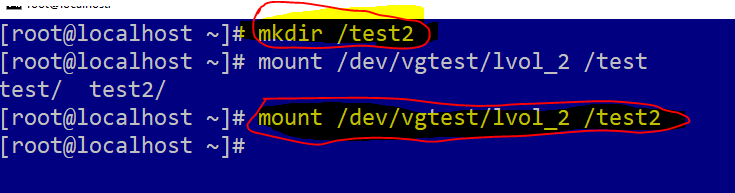 [root@localhost ~]# mkdir /test2
[root@localhost ~]# mount /dev/vgtest/lvol_2 /test
test/  test2/
[root@localhost ~]# mount /dev/vgtest/lvol_2 /test2
[root@localhost ~]#